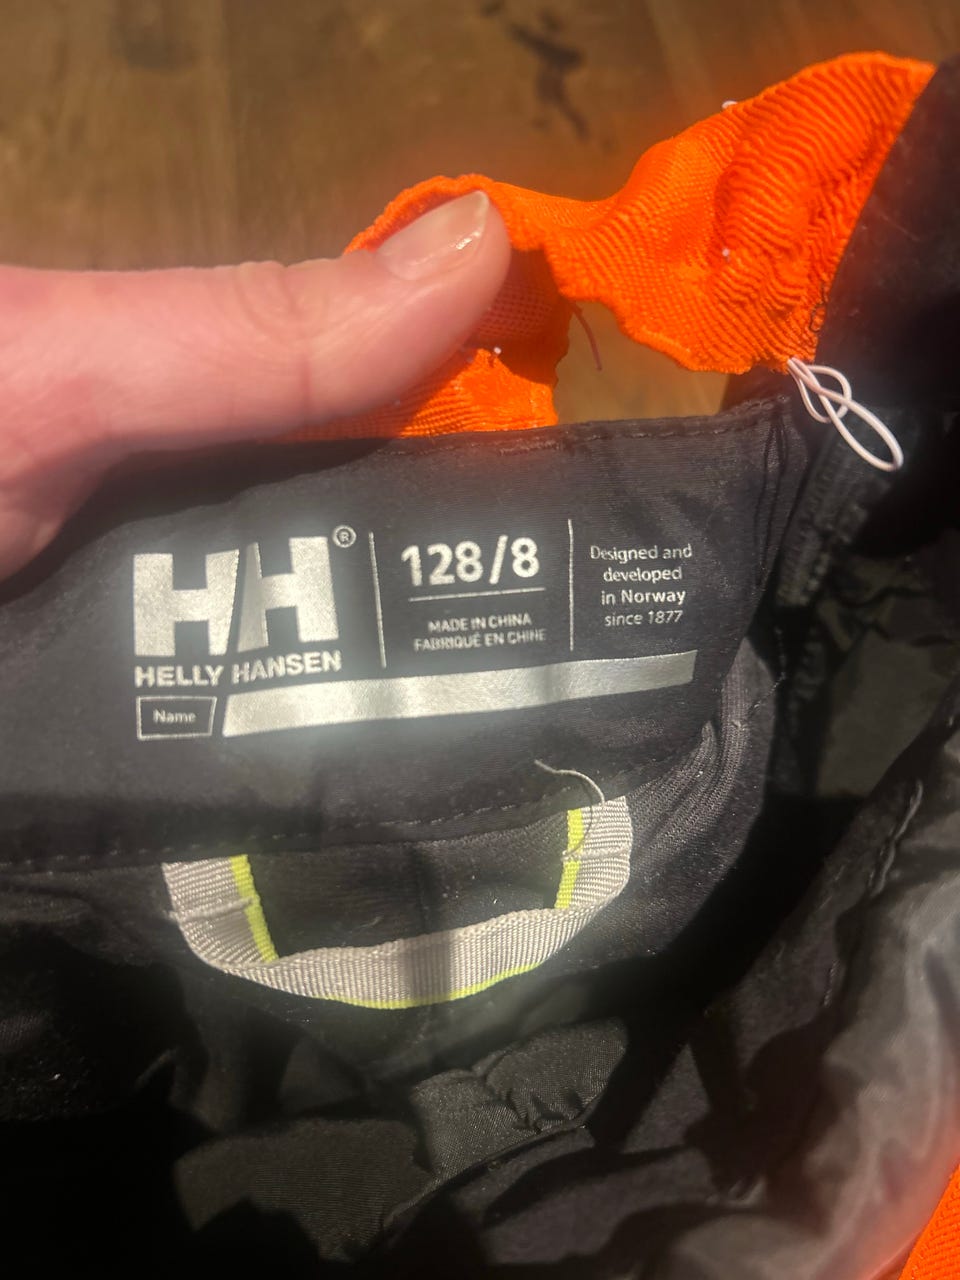 HH®
HELLY HANSEN
Name
128/8
MADE IN CHINA
FABRIQUÉ EN CHINE
Designed and
developed
in Norway
since 1877